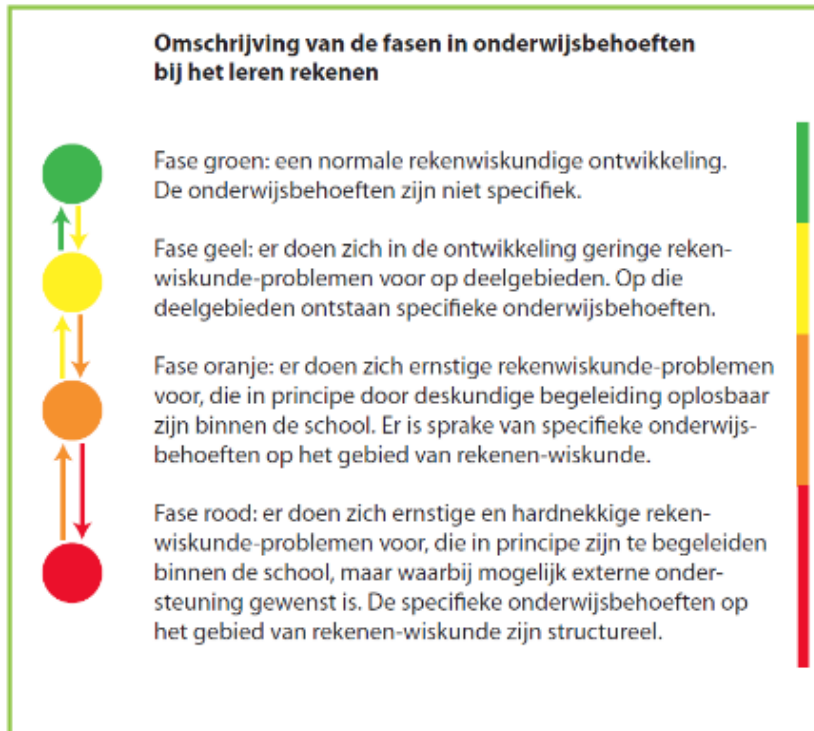 Omschrijving van de fasen in onderwijsbehoeften
bij het leren rekenen
Fase groen: een normale rekenwiskundige ontwikkeling.
De onderwijsbehoeften zijn niet specifiek.
Fase geel: er doen zich in de ontwikkeling geringe reken-
wiskunde-problemen voor op deelgebieden. Op die
deelgebieden ontstaan specifieke onderwijsbehoeften.
Fase oranje: er doen zich ernstige rekenwiskunde-problemen
voor, die in principe door deskundige begeleiding oplosbaar
zijn binnen de school. Er is sprake van specifieke onderwijs-
behoeften op het gebied van rekenen-wiskunde.
Fase rood: er doen zich ernstige en hardnekkige reken-
wiskunde-problemen voor, die in principe zijn te begeleiden
binnen de school, maar waarbij mogelijk externe onder-
steuning gewenst is. De specifieke onderwijsbehoeften op
het gebied van rekenen-wiskunde zijn structureel.